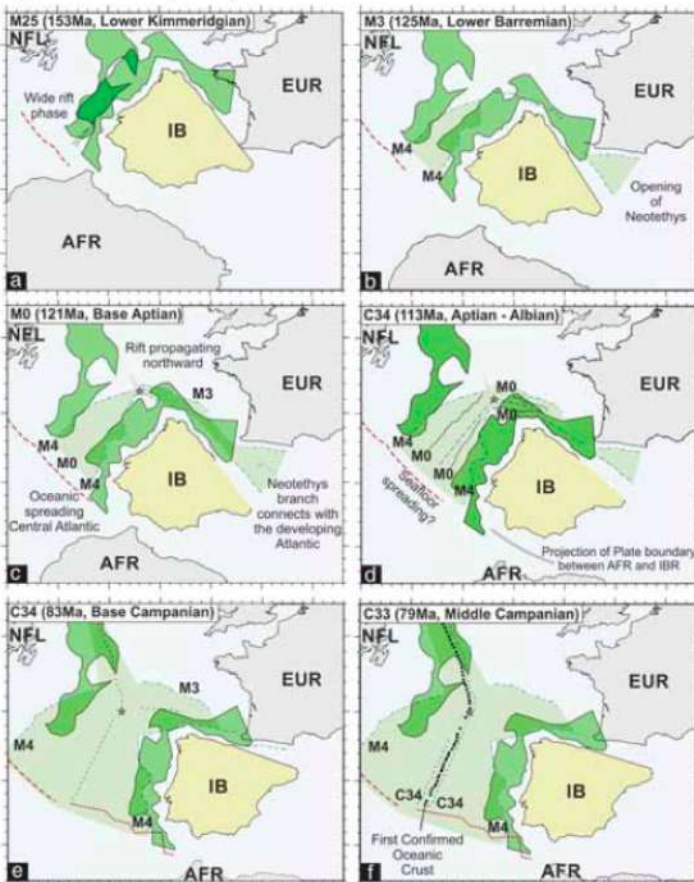 M25 (153Ma, Lower Kimmeridgian)
NFL
EUR
Wide rift
phase
IB
AFR
a
M3 (125Ma, Lower Barremian)
NFL
EUR
M4
M4
IB
Opening
of
Neotethys
AFR
b
M0 (121Ma, Base Aptian)
NFL
Rift propagating
northward
EUR
M3
M4
M0
M4
IB
Oceanic
spreading
Central Atlantic
Neotethys
branch
connects with
the developing
Atlantic
AFR
c
C34 (113Ma, Aptian - Albian)
NFL
M0
EUR
M0
M4
M0
M0
M4
IB
Seafloor
spreading?
Projection of Plate boundary
between AFR and IBR
AFR
d
C34 (83Ma, Base Campanian)
NFL
M3
EUR
M4
IB
M4
AFR
e
C33 (79Ma, Middle Campanian)
NFL
EUR
M4
C34
C34
IB
M4
First Confirmed
Oceanic
Crust
AFR
f